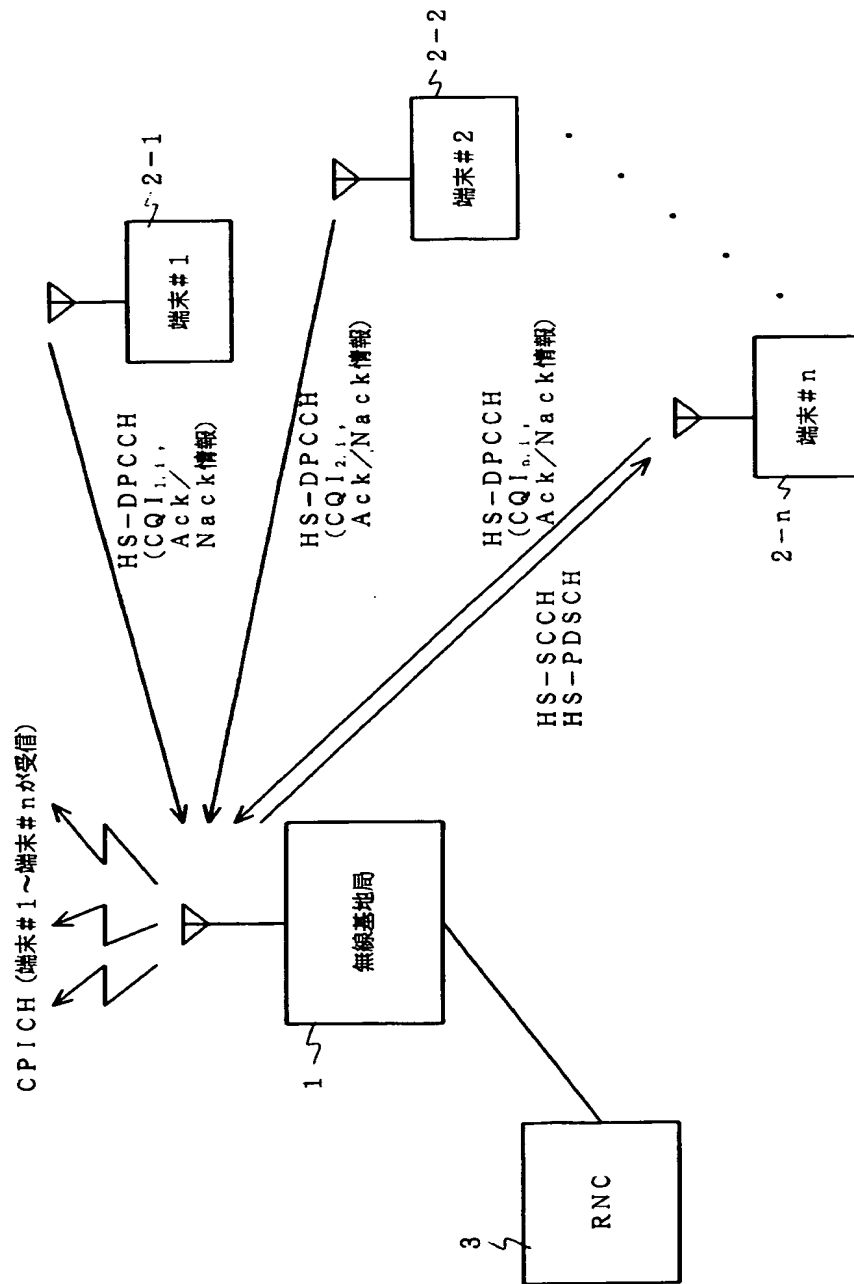 CPICH (端末#1~端末#nが受信)
2-1
端末#1
2-2
端末#2
HS-DPCCH
(CQI1,i,
Ack/
Nack情報)
HS-DPCCH
(CQI2,i,
Ack/Nack情報)
HS-DPCCH
(CQIn,i,
Ack/Nack情報)
HS-SCCH
HS-PDSCH
端末#n
2-n
無線基地局
1
RNC
3